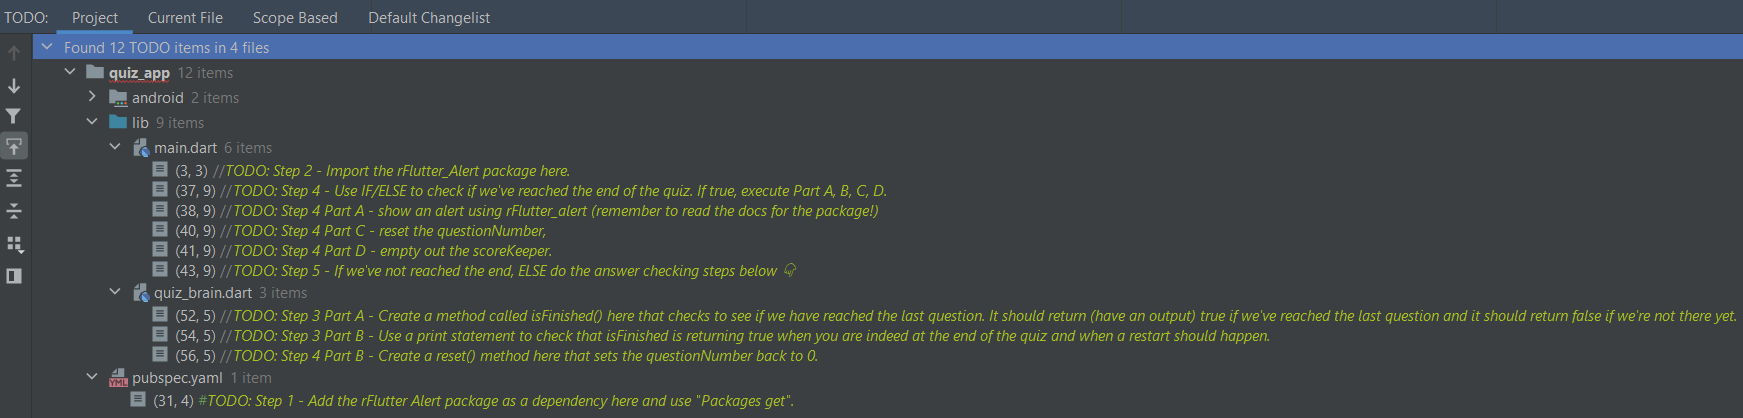 TODO: Project Current File Scope Based Default Changelist
Found 12 TODO items in 4 files
quiz_app 12 items
android 2 items
lib 9 items
main.dart 6 items
(3, 3) //TODO: Step 2 - Import the rFlutter_Alert package here.
(37, 9) //TODO: Step 4 - Use IF/ELSE to check if we've reached the end of the quiz. If true, execute Part A, B, C, D.
(38, 9) //TODO: Step 4 Part A - show an alert using rFlutter_alert (remember to read the docs for the package!)
(40, 9) //TODO: Step 4 Part C - reset the questionNumber,
(41, 9) //TODO: Step 4 Part D - empty out the scoreKeeper.
(43, 9) //TODO: Step 5 - If we've not reached the end, ELSE do the answer checking steps below 👇
quiz_brain.dart 3 items
(52, 5) //TODO: Step 3 Part A - Create a method called isFinished() here that checks to see if we have reached the last question. It should return (have an output) true if we've reached the last question and it should return false if we're not there yet.
(54, 5) //TODO: Step 3 Part B - Use a print statement to check that isFinished is returning true when you are indeed at the end of the quiz and when a restart should happen.
(56, 5) //TODO: Step 4 Part B - Create a reset() method here that sets the questionNumber back to 0.
YML pubspec.yaml 1 item
(31, 4) #TODO: Step 1 - Add the rFlutter Alert package as a dependency here and use "Packages get".